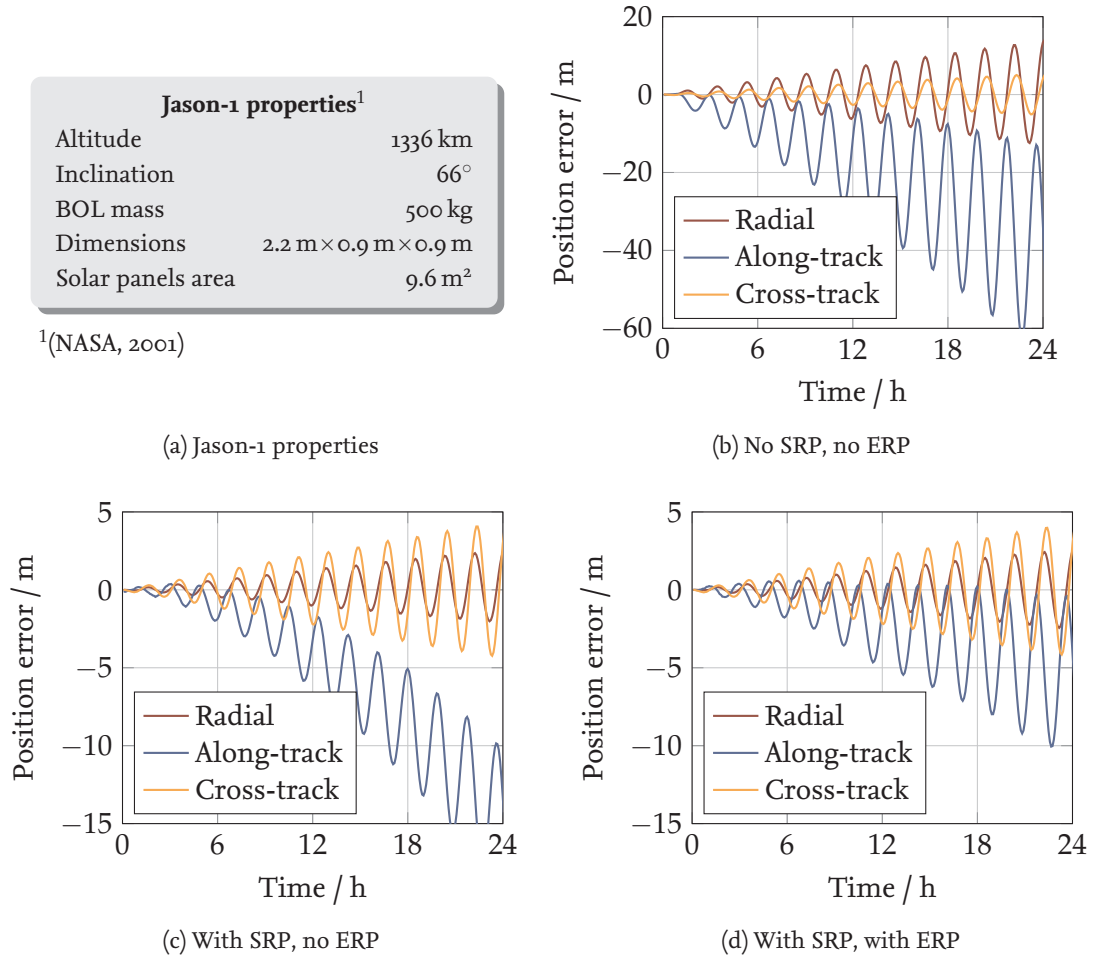 Jason-1 properties¹
Altitude 1336 km
Inclination 66°
BOL mass 500 kg
Dimensions 2.2 m×0.9 m×0.9 m
Solar panels area 9.6 m²
¹(NASA, 2001)
(a) Jason-1 properties
20
0
−20
−40
−60
Position error / m
Radial
Along-track
Cross-track
0 6 12 18 24
Time / h
(b) No SRP, no ERP
5
0
−5
−10
−15
Position error / m
Radial
Along-track
Cross-track
0 6 12 18 24
Time / h
(c) With SRP, no ERP
5
0
−5
−10
−15
Position error / m
Radial
Along-track
Cross-track
0 6 12 18 24
Time / h
(d) With SRP, with ERP